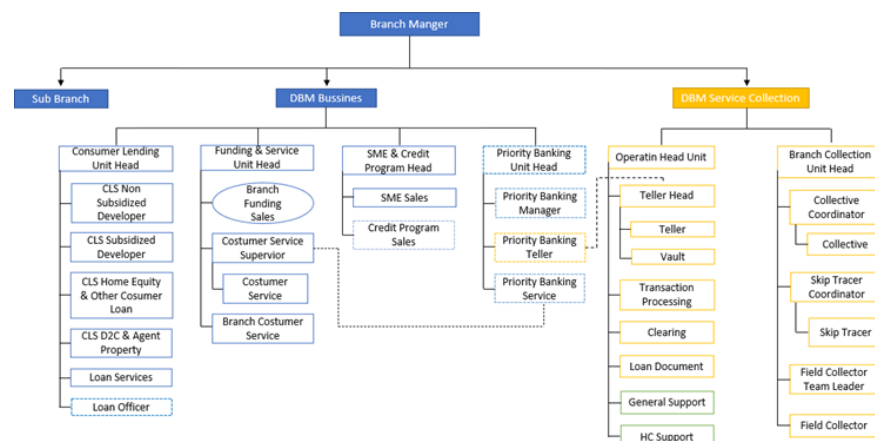 Branch Manger
Sub Branch
DBM Bussines
DBM Service Collection
Consumer Lending
Unit Head
CLS Non
Subsidized
Developer
CLS Subsidized
Developer
CLS Home Equity
& Other Cosumer
Loan
CLS D2C & Agent
Property
Loan Services
Loan Officer
Funding & Service
Unit Head
Branch
Funding
Sales
Costumer Service
Supervior
Costumer
Service
Branch Costumer
Service
SME & Credit
Program Head
SME Sales
Credit Program
Sales
Priority Banking
Unit Head
Priority Banking
Manager
Priority Banking
Teller
Priority Banking
Service
Operatin Head Unit
Teller Head
Teller
Vault
Transaction
Processing
Clearing
Loan Document
General Support
HC Support
Branch Collection
Unit Head
Collective
Coordinator
Collective
Skip Tracer
Coordinator
Skip Tracer
Field Collector
Team Leader
Field Collector